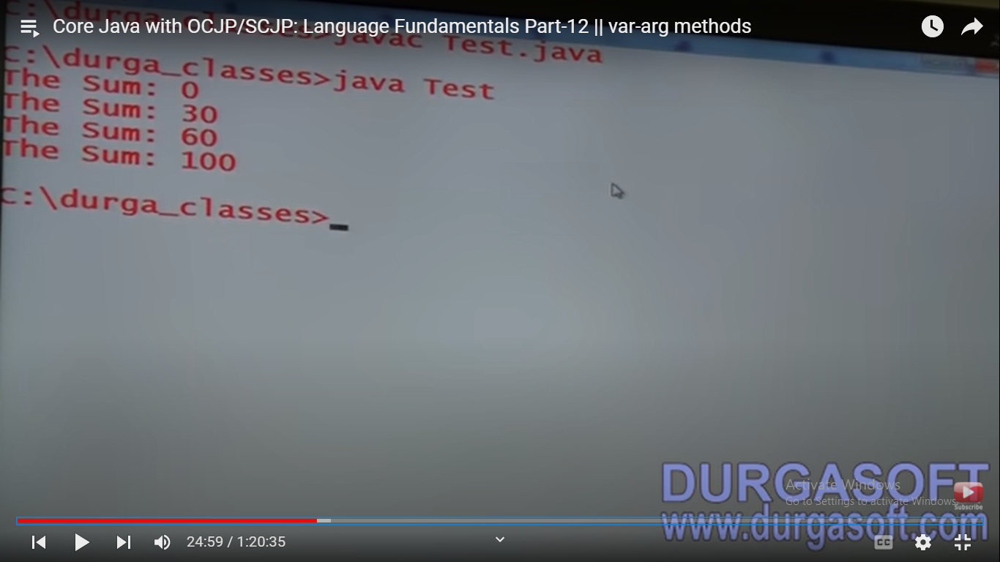 Core Java with OCJP/SCJP: Language Fundamentals Part-12 || var-arg methods
C:\durga_classes>javac Test.java
C:\durga_classes>java Test
The Sum: 0
The Sum: 30
The Sum: 60
The Sum: 100
C:\durga_classes>_
DURGASOFT
Activate Windows
Go to Settings to activate Windows.
Subscribe
www.durgasoft.com
24:59 / 1:20:35
CC